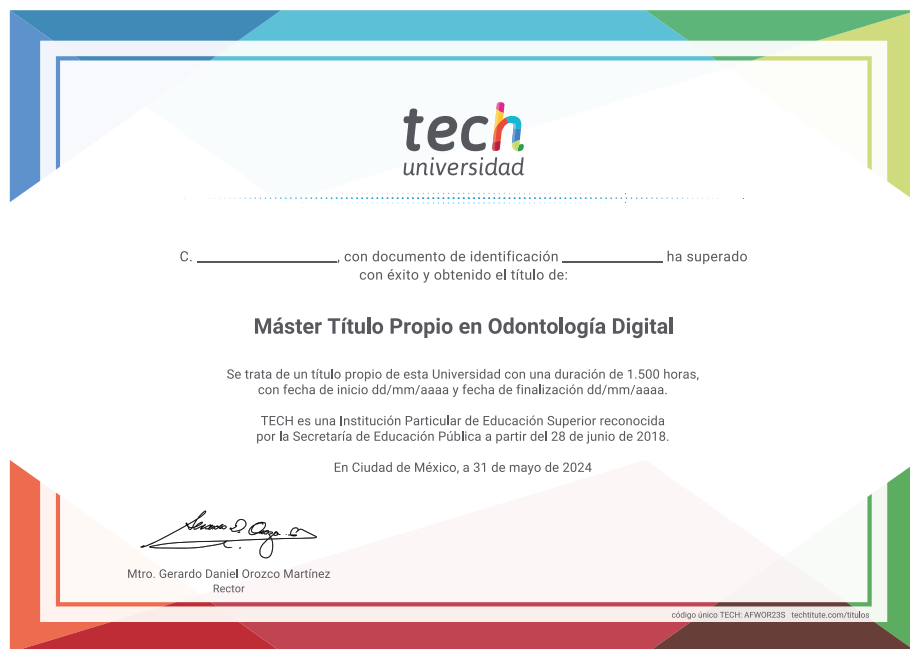 tech
universidad
C. ____________, con documento de identificación ____________ ha superado
con éxito y obtenido el título de:
Máster Título Propio en Odontología Digital
Se trata de un título propio de esta Universidad con una duración de 1.500 horas,
con fecha de inicio dd/mm/aaaa y fecha de finalización dd/mm/aaaa.
TECH es una Institución Particular de Educación Superior reconocida
por la Secretaría de Educación Pública a partir del 28 de junio de 2018.
En Ciudad de México, a 31 de mayo de 2024
Mtro. Gerardo Daniel Orozco Martínez
Rector
código único TECH: AFWOR23S techtitute.com/titulos